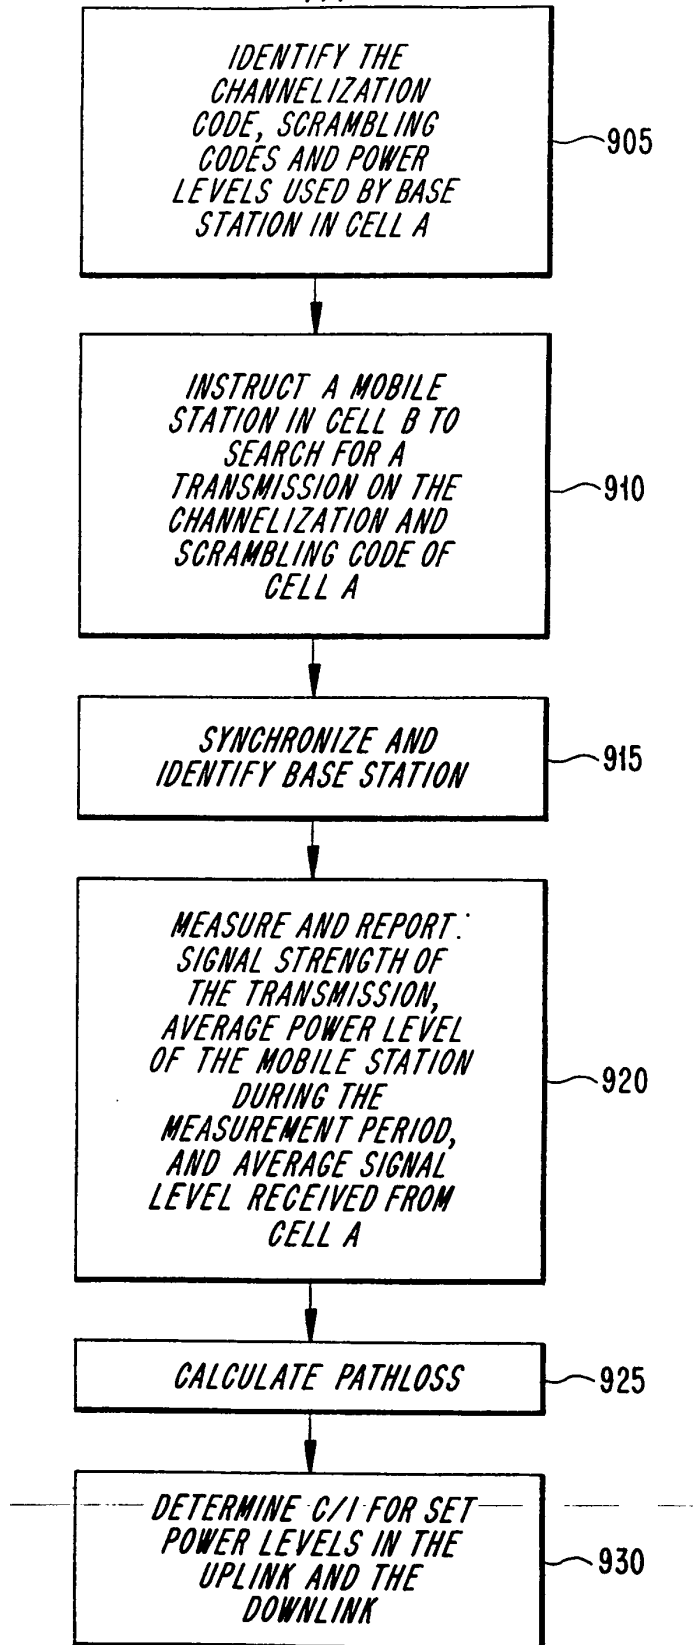 IDENTIFY THE
CHANNELIZATION
CODE, SCRAMBLING
CODES AND POWER
LEVELS USED BY BASE
STATION IN CELL A
905
INSTRUCT A MOBILE
STATION IN CELL B TO
SEARCH FOR A
TRANSMISSION ON THE
CHANNELIZATION AND
SCRAMBLING CODE OF
CELL A
910
SYNCHRONIZE AND
IDENTIFY BASE STATION
915
MEASURE AND REPORT:
SIGNAL STRENGTH OF
THE TRANSMISSION,
AVERAGE POWER LEVEL
OF THE MOBILE STATION
DURING THE
MEASUREMENT PERIOD,
AND AVERAGE SIGNAL
LEVEL RECEIVED FROM
CELL A
920
CALCULATE PATHLOSS
925
DETERMINE C/I FOR SET
POWER LEVELS IN THE
UPLINK AND THE
DOWNLINK
930